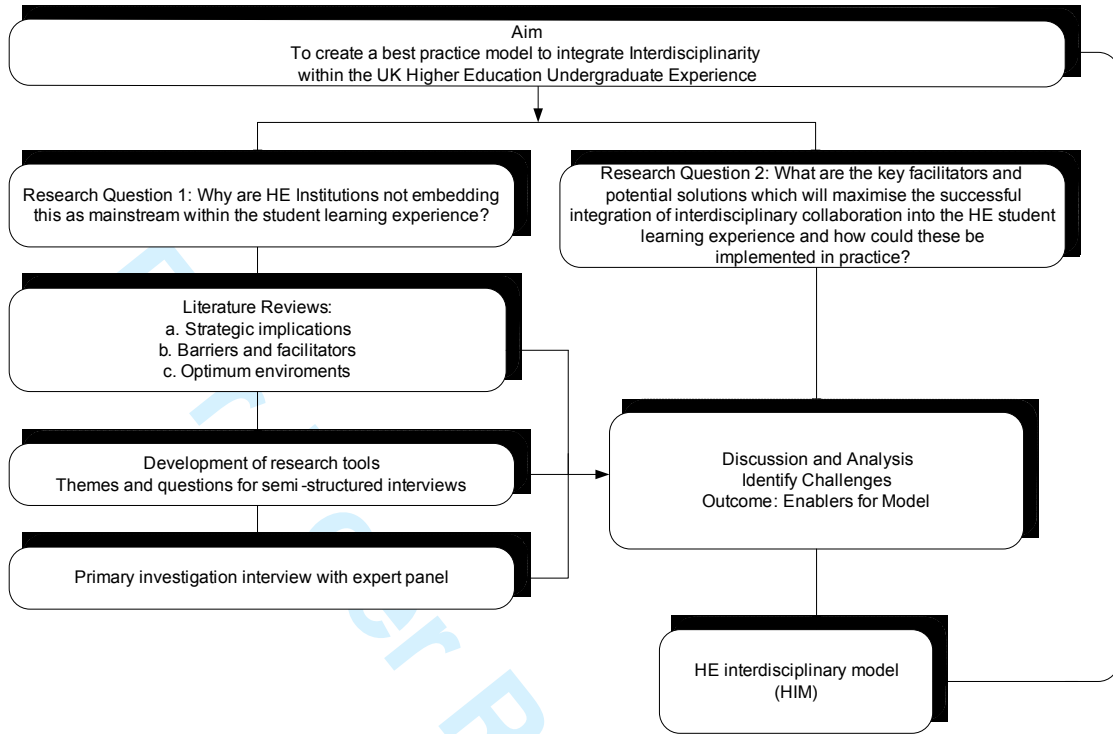 Aim
To create a best practice model to integrate Interdisciplinarity
within the UK Higher Education Undergraduate Experience
Research Question 1: Why are HE Institutions not embedding
this as mainstream within the student learning experience?
Research Question 2: What are the key facilitators and
potential solutions which will maximise the successful
integration of interdisciplinary collaboration into the HE student
learning experience and how could these be
implemented in practice?
Literature Reviews:
a. Strategic implications
b. Barriers and facilitators
c. Optimum enviroments
Development of research tools
Themes and questions for semi-structured interviews
Primary investigation interview with expert panel
Discussion and Analysis
Identify Challenges
Outcome: Enablers for Model
HE interdisciplinary model
(HIM)